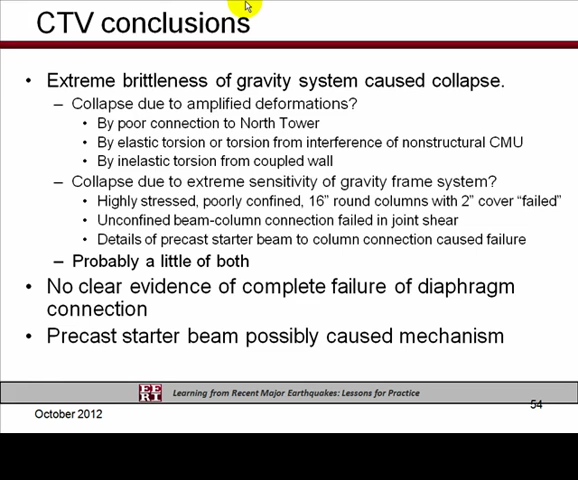 CTV conclusions
• Extreme brittleness of gravity system caused collapse.
– Collapse due to amplified deformations?
• By poor connection to North Tower
• By elastic torsion or torsion from interference of nonstructural CMU
• By inelastic torsion from coupled wall
– Collapse due to extreme sensitivity of gravity frame system?
• Highly stressed, poorly confined, 16” round columns with 2” cover “failed”
• Unconfined beam-column connection failed in joint shear
• Details of precast starter beam to column connection caused failure
– Probably a little of both
• No clear evidence of complete failure of diaphragm
connection
• Precast starter beam possibly caused mechanism
EE
RI
Learning from Recent Major Earthquakes: Lessons for Practice
54
October 2012